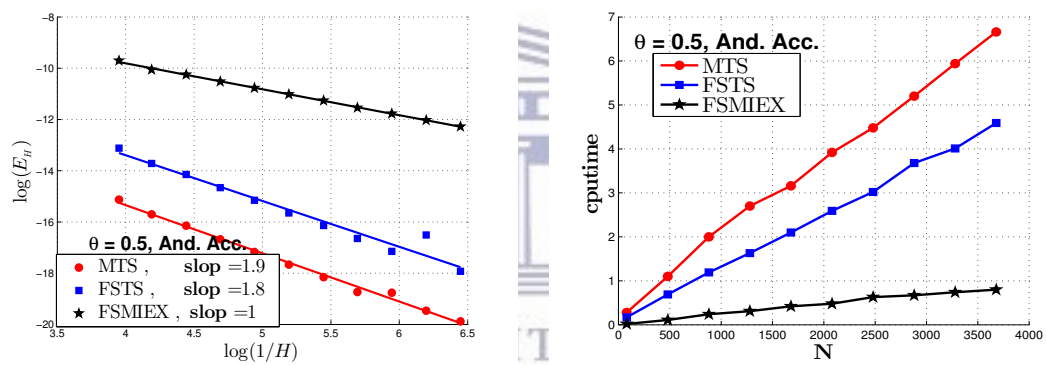 −8
−10
−12
−14
−16
−18
−20
log(E_H)
θ = 0.5, And. Acc.
MTS , slop =1.9
FSTS , slop =1.8
FSMIEX , slop =1
3.5 4 4.5 5 5.5 6 6.5
log(1/H)
7
6
5
4
3
2
1
0
cputime
θ = 0.5, And. Acc.
MTS
FSTS
FSMIEX
0 500 1000 1500 2000 2500 3000 3500 4000
N